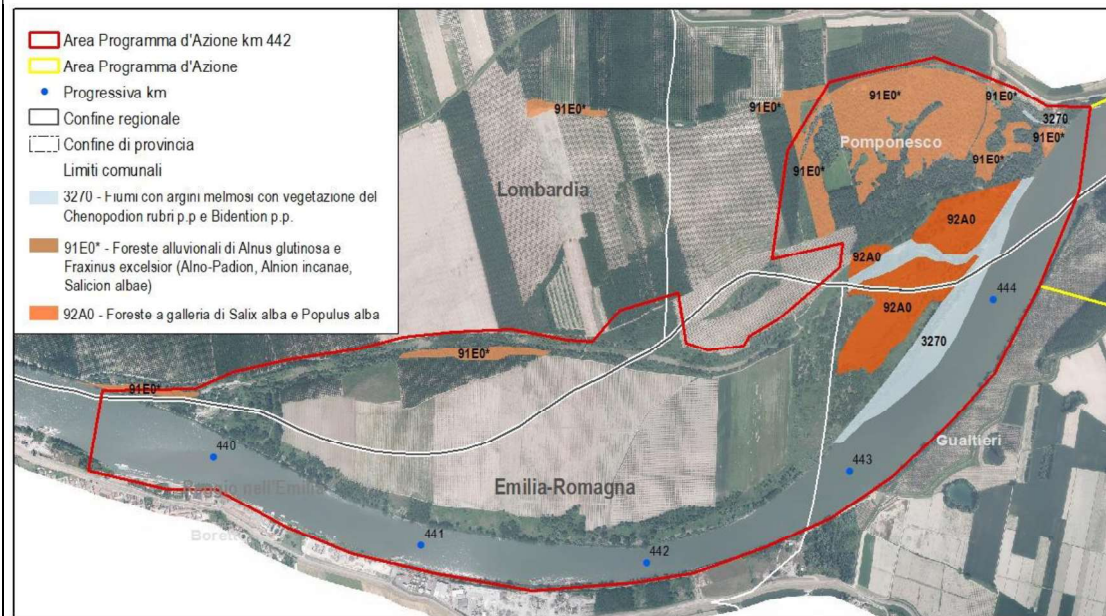 Area Programma d'Azione km 442
Area Programma d'Azione
Progressiva km
Confine regionale
Confine di provincia
Limiti comunali
3270 - Fiumi con argini melmosi con vegetazione del
Chenopodion rubri p.p e Bidention p.p.
91E0* - Foreste alluvionali di Alnus glutinosa e
Fraxinus excelsior (Alno-Padion, Alnion incanae,
Salicion albae)
92A0 - Foreste a galleria di Salix alba e Populus alba
91E0*
91E0*
91E0*
91E0*
3270
91E0*
Pomponesco
91E0*
91E0*
Lombardia
92A0
92A0
92A0
444
3270
91E0*
91E0*
440
Gualtieri
443
Reggio nell'Emilia
Emilia-Romagna
Boretto
441
442